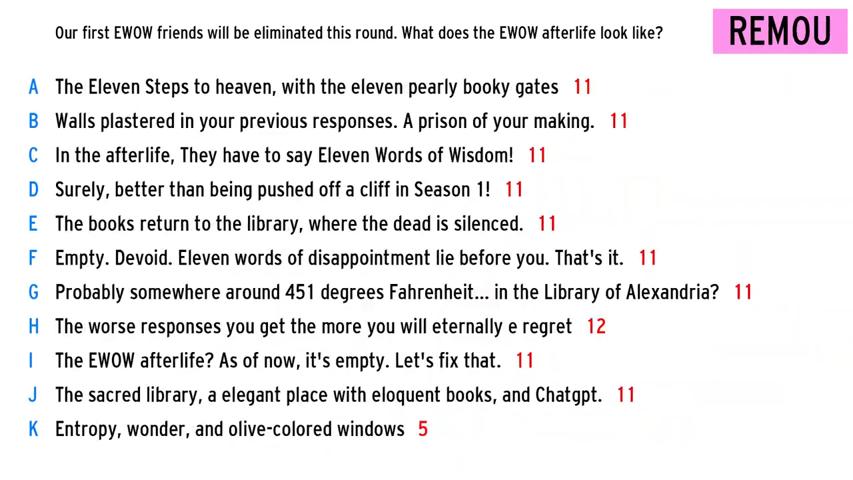 Our first EWOW friends will be eliminated this round. What does the EWOW afterlife look like?
REMOU
A The Eleven Steps to heaven, with the eleven pearly booky gates 11
B Walls plastered in your previous responses. A prison of your making. 11
C In the afterlife, They have to say Eleven Words of Wisdom! 11
D Surely, better than being pushed off a cliff in Season 1! 11
E The books return to the library, where the dead is silenced. 11
F Empty. Devoid. Eleven words of disappointment lie before you. That's it. 11
G Probably somewhere around 451 degrees Fahrenheit... in the Library of Alexandria? 11
H The worse responses you get the more you will eternally e regret 12
I The EWOW afterlife? As of now, it's empty. Let's fix that. 11
J The sacred library, a elegant place with eloquent books, and Chatgpt. 11
K Entropy, wonder, and olive-colored windows 5